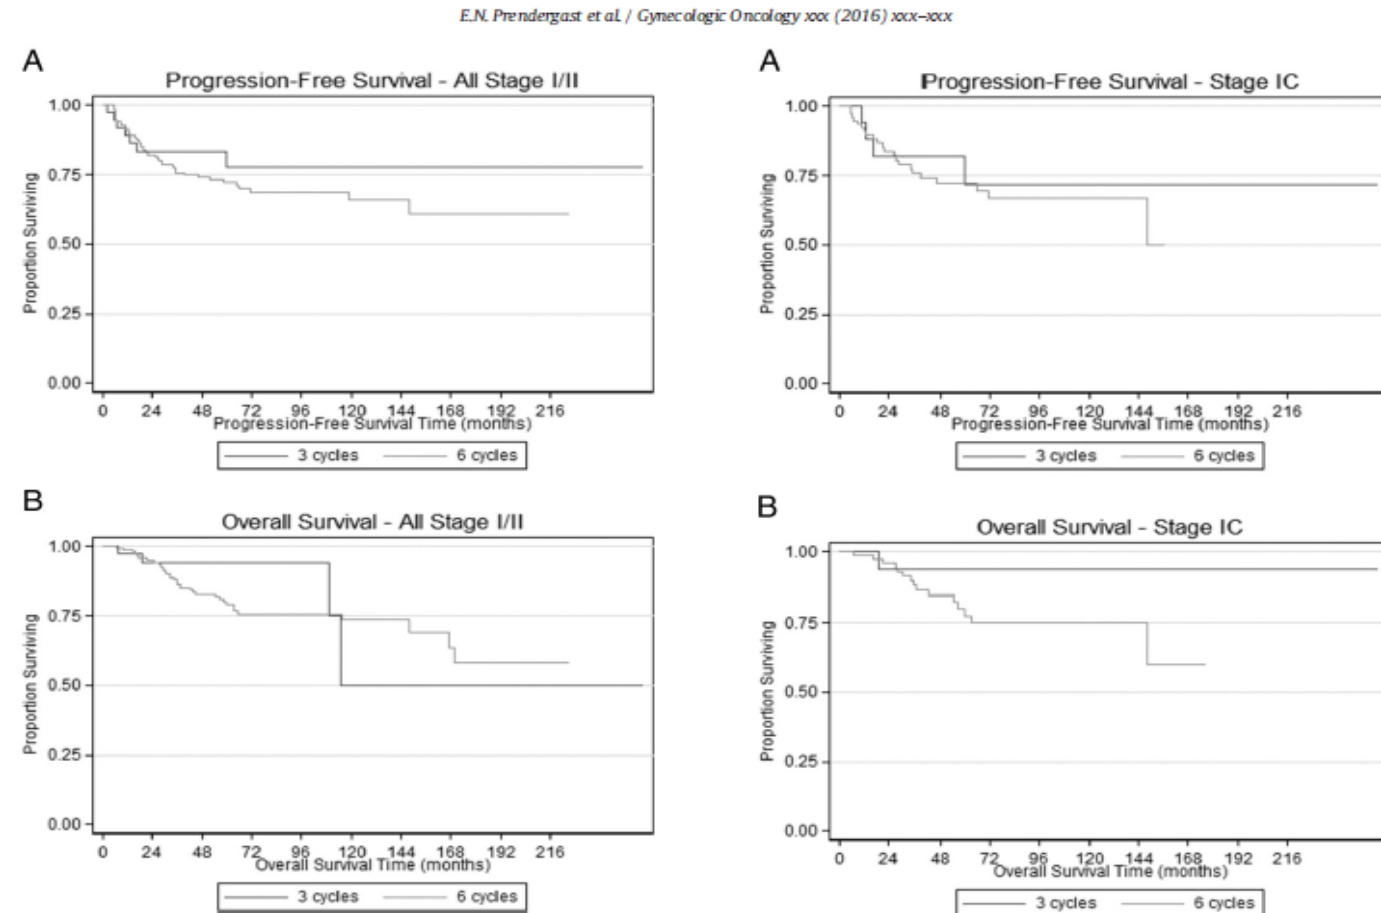 E.N. Prendergast et al. / Gynecologic Oncology xxx (2016) xxx–xxx
A
Progression-Free Survival - All Stage I/II
Proportion Surviving
1.00
0.75
0.50
0.25
0.00
0 24 48 72 96 120 144 168 192 216
Progression-Free Survival Time (months)
3 cycles 6 cycles
A
Progression-Free Survival - Stage IC
Proportion Surviving
1.00
0.75
0.50
0.25
0.00
0 24 48 72 96 120 144 168 192 216
Progression-Free Survival Time (months)
3 cycles 6 cycles
B
Overall Survival - All Stage I/II
Proportion Surviving
1.00
0.75
0.50
0.25
0.00
0 24 48 72 96 120 144 168 192 216
Overall Survival Time (months)
3 cycles 6 cycles
B
Overall Survival - Stage IC
Proportion Surviving
1.00
0.75
0.50
0.25
0.00
0 24 48 72 96 120 144 168 192 216
Overall Survival Time (months)
3 cycles 6 cycles